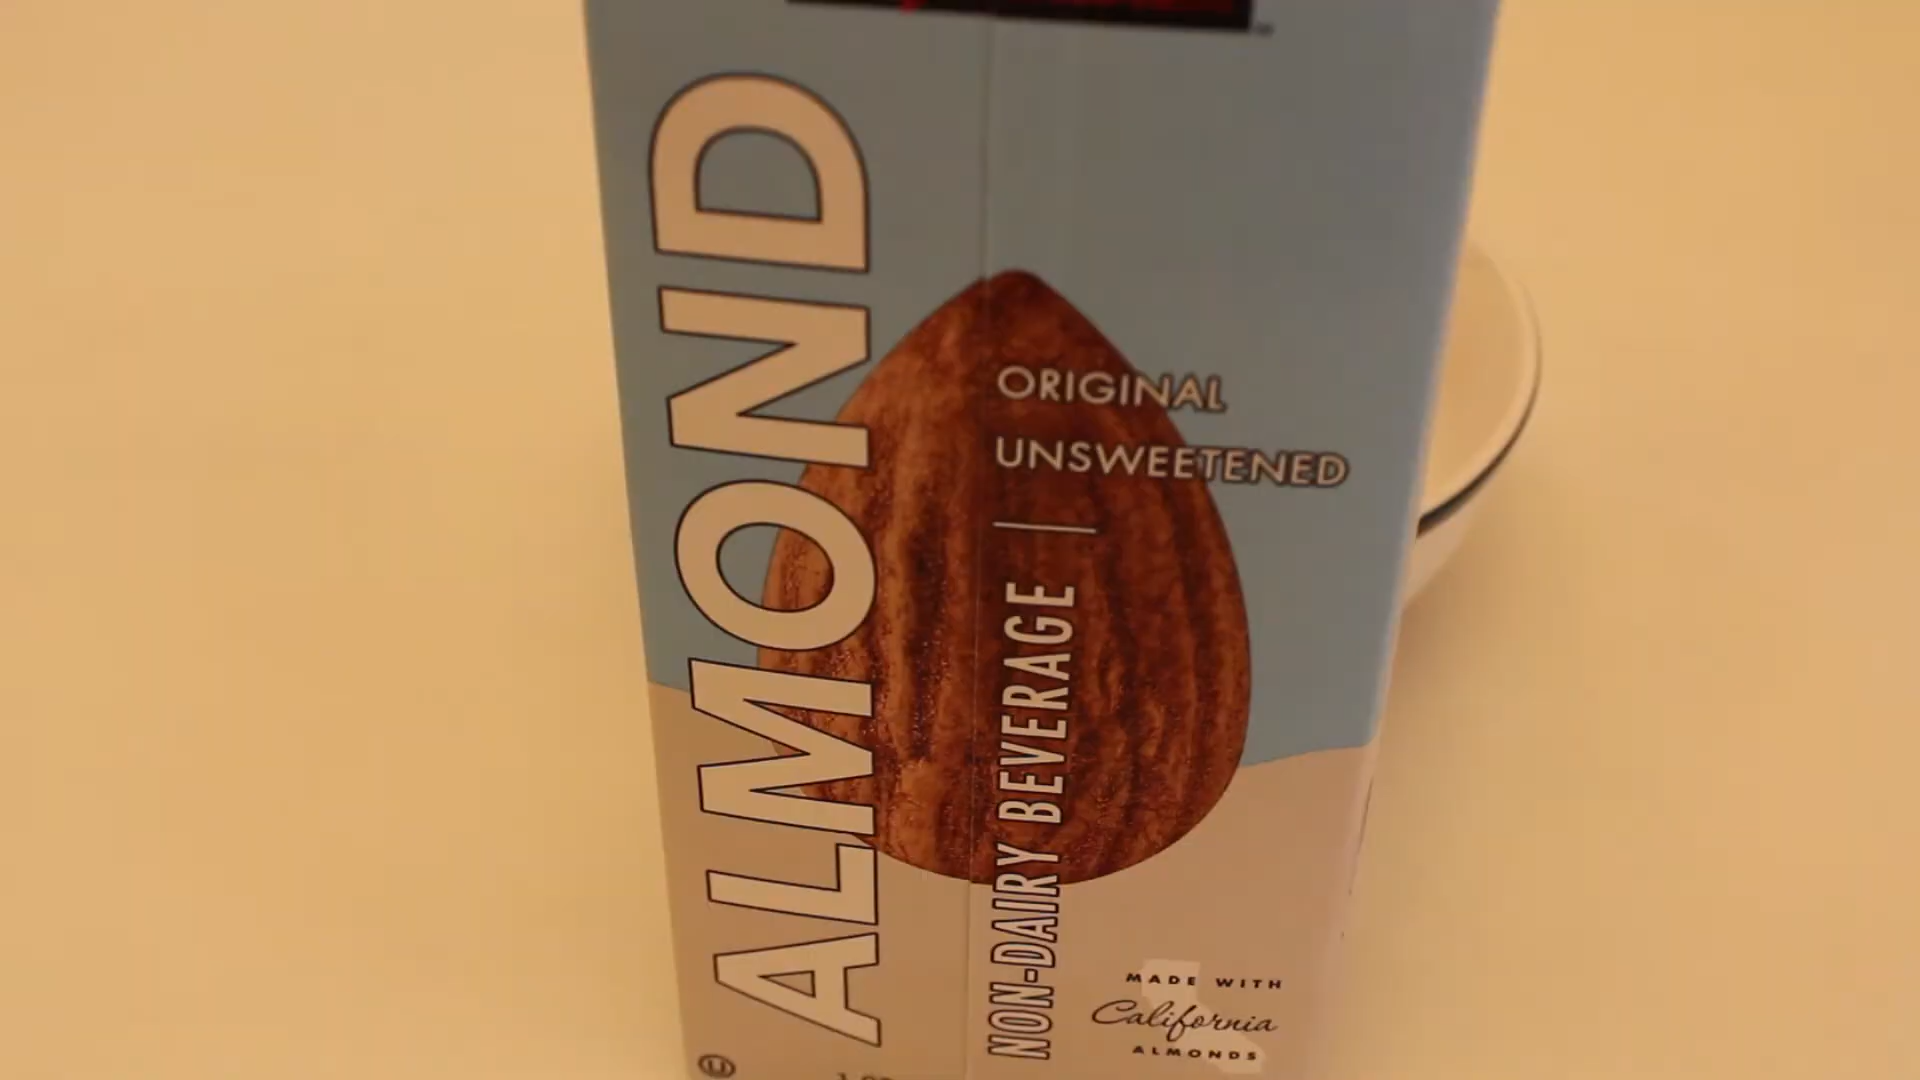 ALMOND
ORIGINAL
UNSWEETENED
NON-DAIRY BEVERAGE
MADE WITH
California
ALMONDS